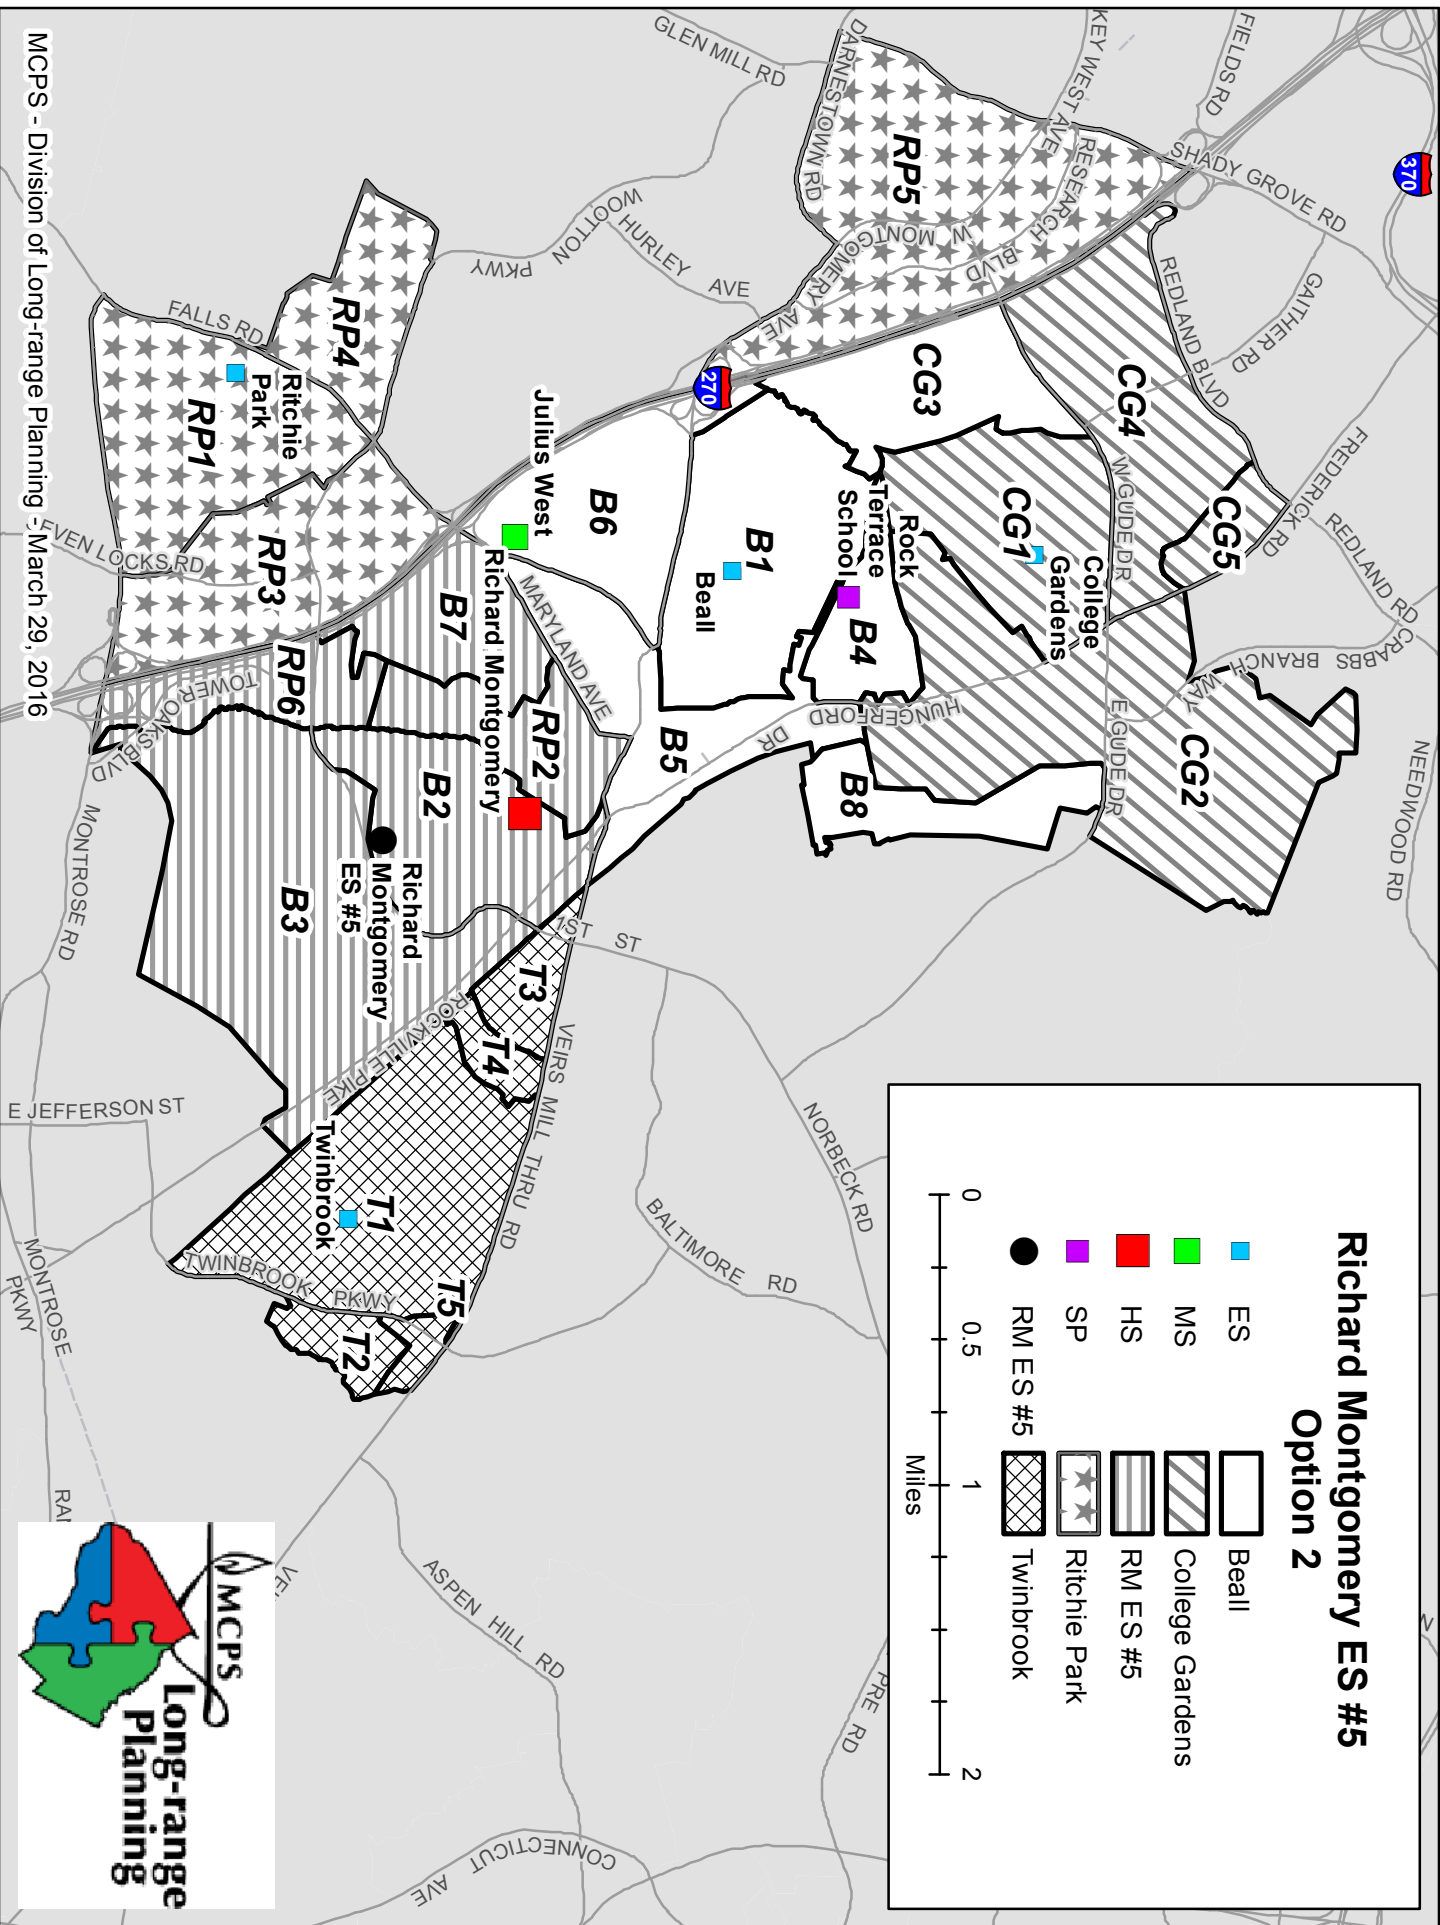 Richard Montgomery ES #5
Option 2
ES
MS
HS
SP
RM ES #5
Beall
College Gardens
RM ES #5
Ritchie Park
Twinbrook
0
0.5
1
2
Miles
370
270
FIELDS RD
KEY WEST AVE
SHADY GROVE RD
GAITHER RD
REDLAND BLVD
FREDERICK RD
REDLAND RD
CRABBS BRANCH WAY
NEEDWOOD RD
DARNESTOWN RD
GLEN MILL RD
RESEARCH BLVD
W MONTGOMERY AVE
W GUDE DR
E GUDE DR
HURLEY AVE
WOOTTON PKWY
HUNGERFORD DR
FALLS RD
MARYLAND AVE
TOWER OAKS BLVD
MONTROSE RD
1ST ST
VEIRS MILL THRU RD
ROCKVILLE PIKE
NORBECK RD
BALTIMORE RD
E JEFFERSON ST
TWINBROOK PKWY
MONTROSE PKWY
ASPEN HILL RD
CONNECTICUT AVE
RP5
CG4
CG5
CG3
CG1
College
Gardens
CG2
Rock
Terrace
School
B4
B1
Beall
B6
B5
B8
Julius West
Richard Montgomery
B7
RP2
B2
RP6
B3
Richard
Montgomery
ES #5
RP4
Ritchie
Park
RP1
RP3
T3
T4
T1
Twinbrook
T5
T2
MCPS
Long-range
Planning
MCPS - Division of Long-range Planning - March 29, 2016